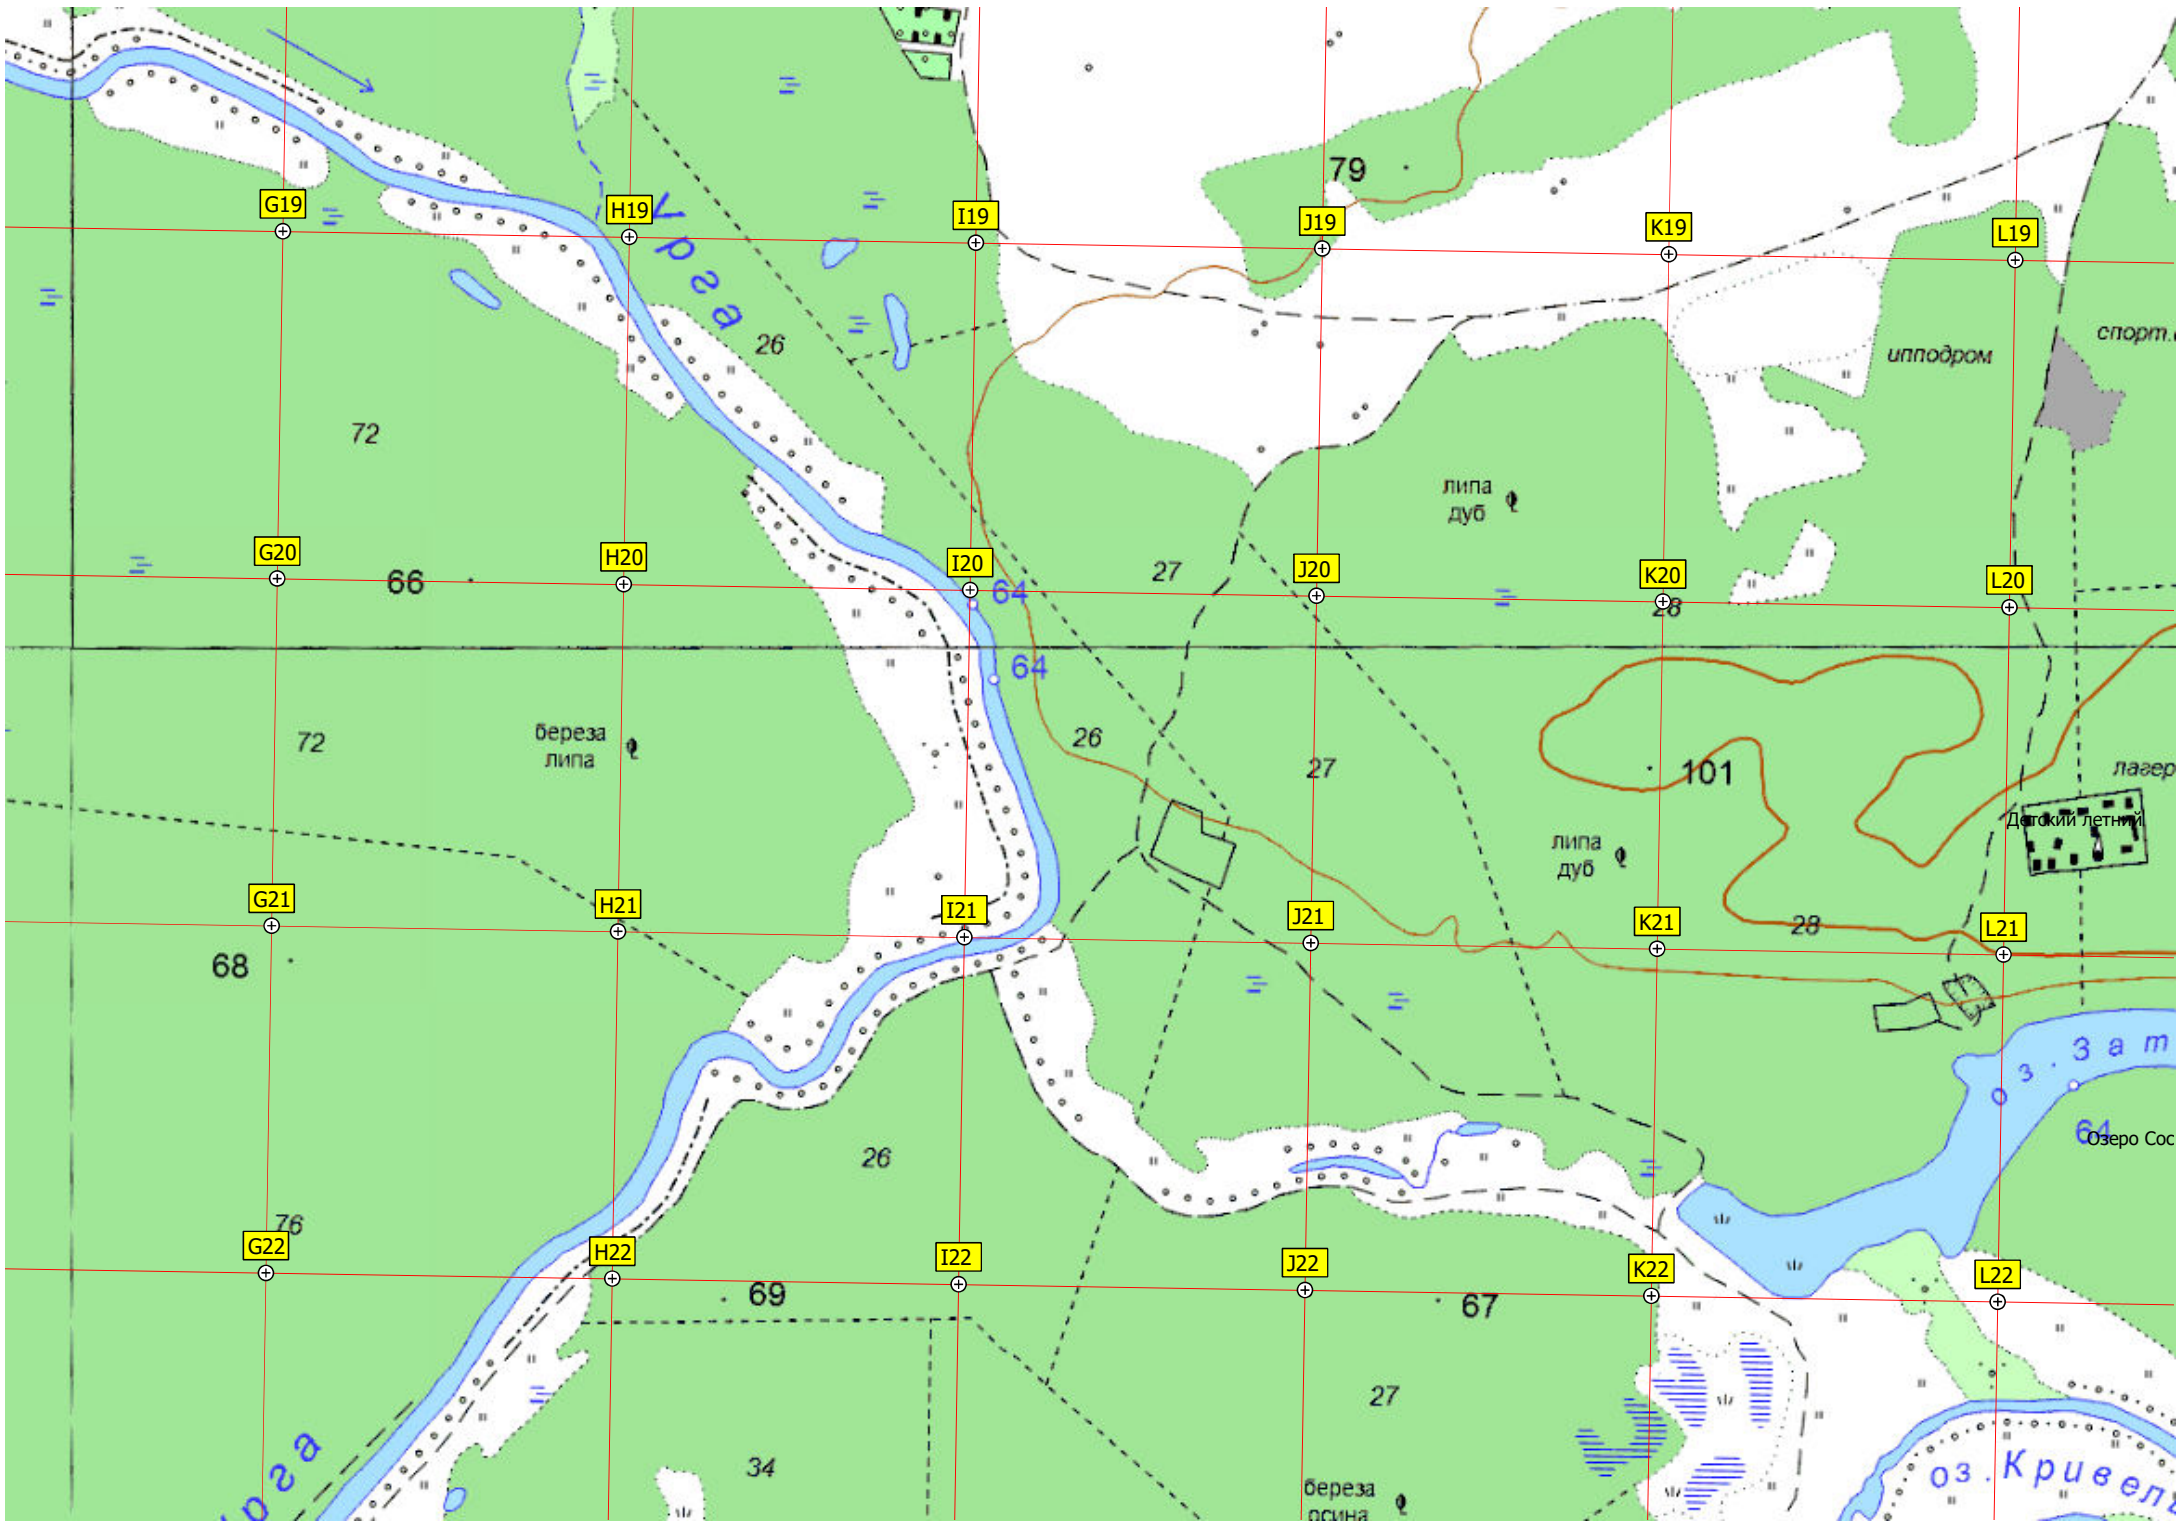 79
G19
H19
I19
J19
K19
L19
Урга
26
ипподром
спорт.
72
липа
дуб
G20
H20
I20
J20
K20
L20
66
64
27
28
64
72
береза
липа
26
27
101
лагер
липа
дуб
Детский летний
G21
H21
I21
J21
K21
L21
28
68
оз. Зат
64
Озеро Сос
26
76
G22
H22
I22
J22
K22
L22
69
67
27
рга
34
береза
осина
оз. Кривель